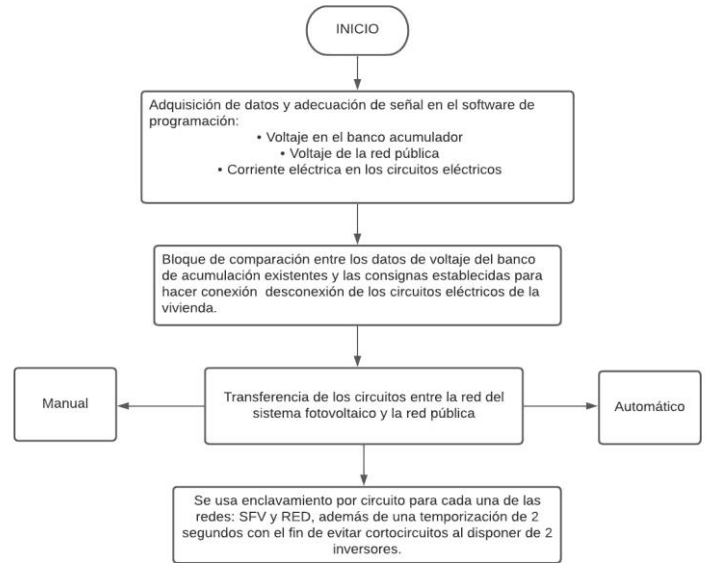 INICIO
Adquisición de datos y adecuación de señal en el software de
programación:
• Voltaje en el banco acumulador
• Voltaje de la red pública
• Corriente eléctrica en los circuitos eléctricos
Bloque de comparación entre los datos de voltaje del banco
de acumulación existentes y las consignas establecidas para
hacer conexión  desconexión de los circuitos eléctricos de la
vivienda.
Manual
Transferencia de los circuitos entre la red del
sistema fotovoltaico y la red pública
Automático
Se usa enclavamiento por circuito para cada una de las
redes: SFV y RED, además de una temporización de 2
segundos con el fin de evitar cortocircuitos al disponer de 2
inversores.